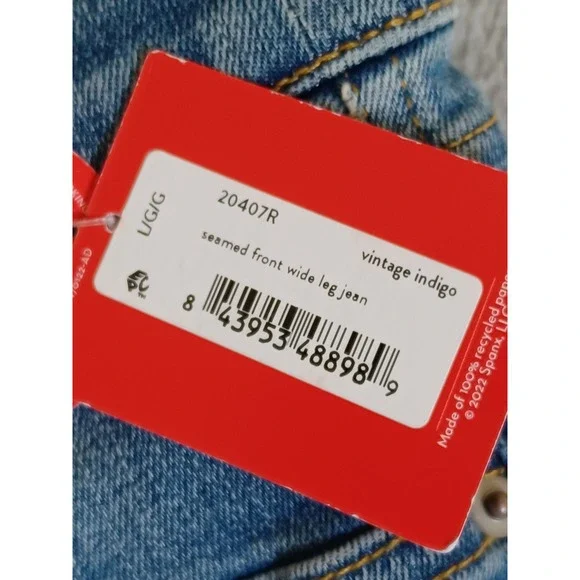 L/G/G
20407R
vintage indigo
seamed front wide leg jean
8 43953 48898 9
Made of 100% recycled
© 2022 Spanx, LLC